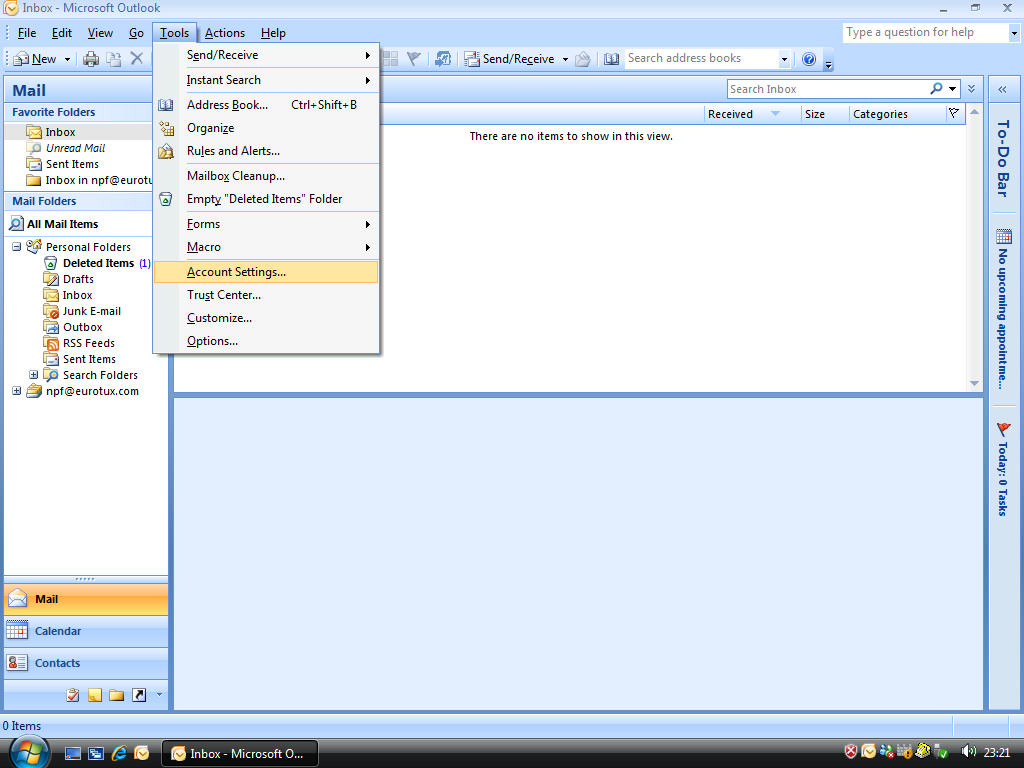 Inbox - Microsoft Outlook
File Edit View Go Tools Actions Help
Type a question for help
New
Send/Receive
Search address books
Mail
Favorite Folders
Inbox
Unread Mail
Sent Items
Inbox in npf@eurotu
Mail Folders
All Mail Items
Personal Folders
Deleted Items (1)
Drafts
Inbox
Junk E-mail
Outbox
RSS Feeds
Sent Items
Search Folders
npf@eurotux.com
Mail
Calendar
Contacts
Send/Receive
Instant Search
Address Book... Ctrl+Shift+B
Organize
Rules and Alerts...
Mailbox Cleanup...
Empty "Deleted Items" Folder
Forms
Macro
Account Settings...
Trust Center...
Customize...
Options...
Search Inbox
Received Size Categories
There are no items to show in this view.
To-Do Bar
No upcoming appointme...
Today: 0 Tasks
0 Items
Inbox - Microsoft O...
23:21